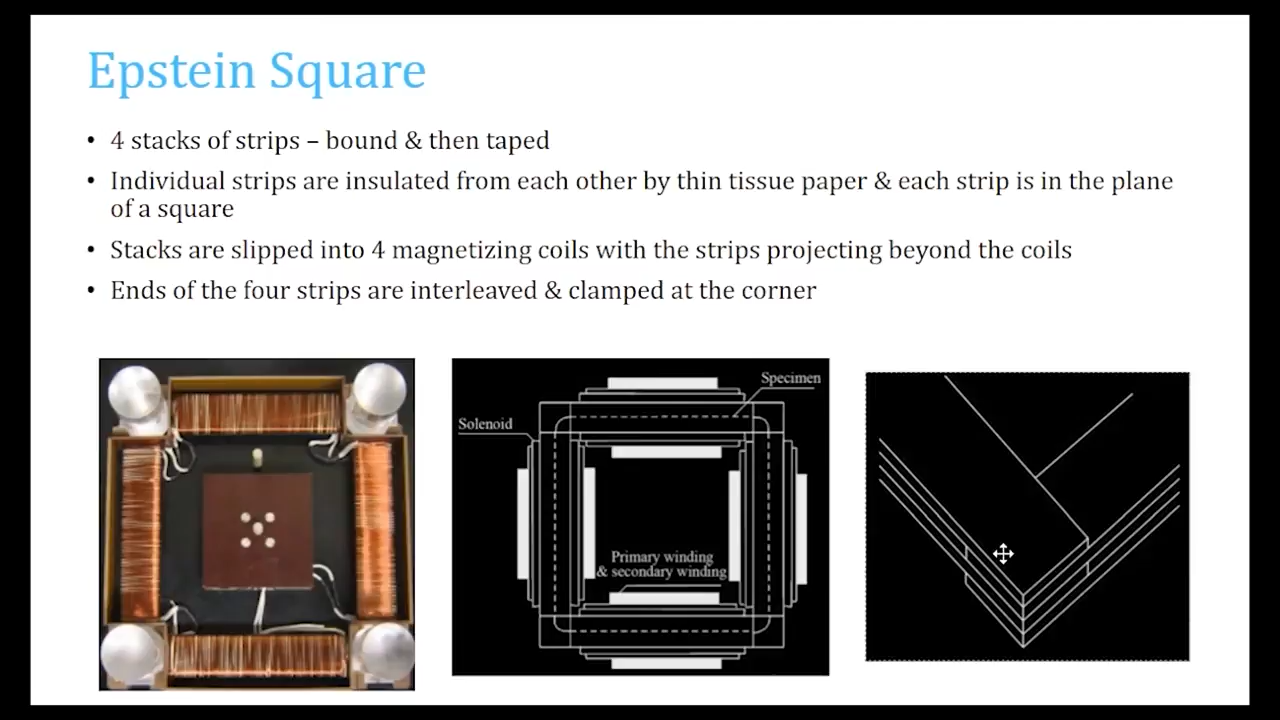 Epstein Square
• 4 stacks of strips – bound & then taped
• Individual strips are insulated from each other by thin tissue paper & each strip is in the plane
of a square
• Stacks are slipped into 4 magnetizing coils with the strips projecting beyond the coils
• Ends of the four strips are interleaved & clamped at the corner
Specimen
Solenoid
Primary winding
& secondary winding